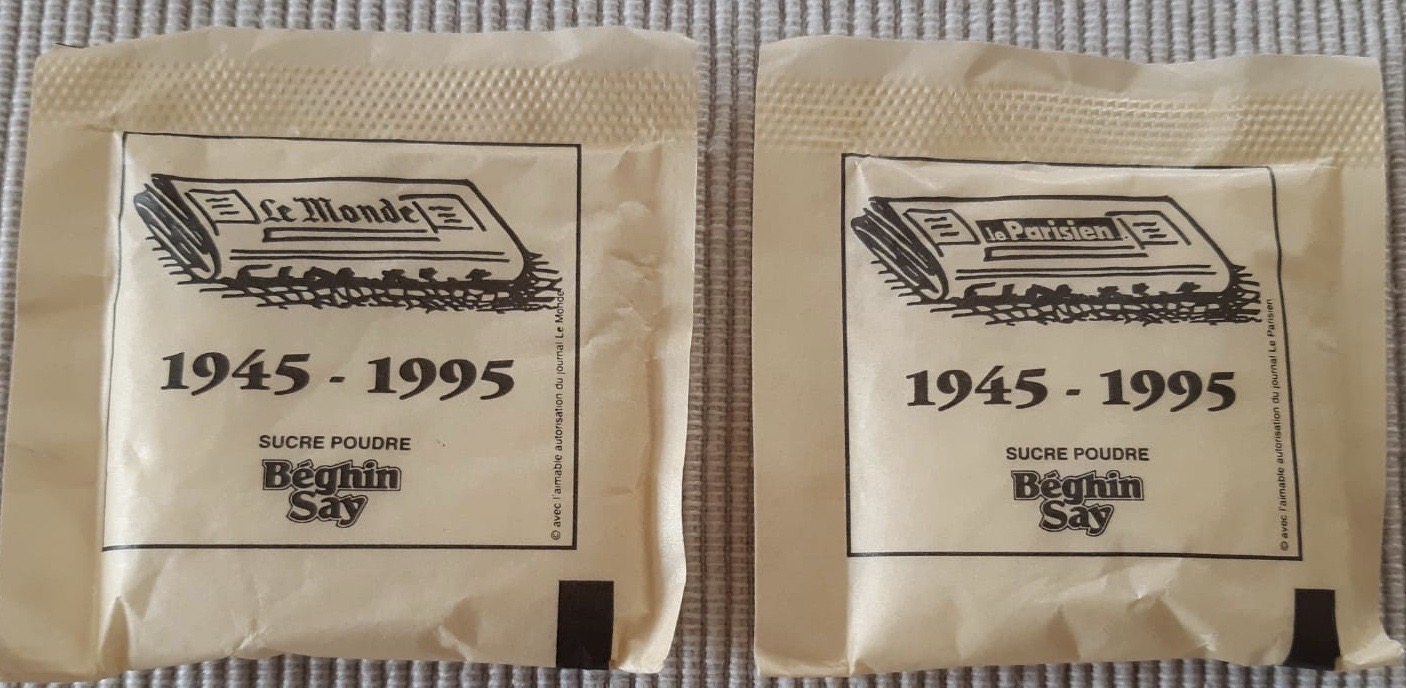 Le Monde
1945 - 1995
SUCRE POUDRE
Béghin
Say
© avec l'aimable autorisation du journal Le Monde
le Parisien
1945 - 1995
SUCRE POUDRE
Béghin
Say
© avec l'aimable autorisation du journal Le Parisien